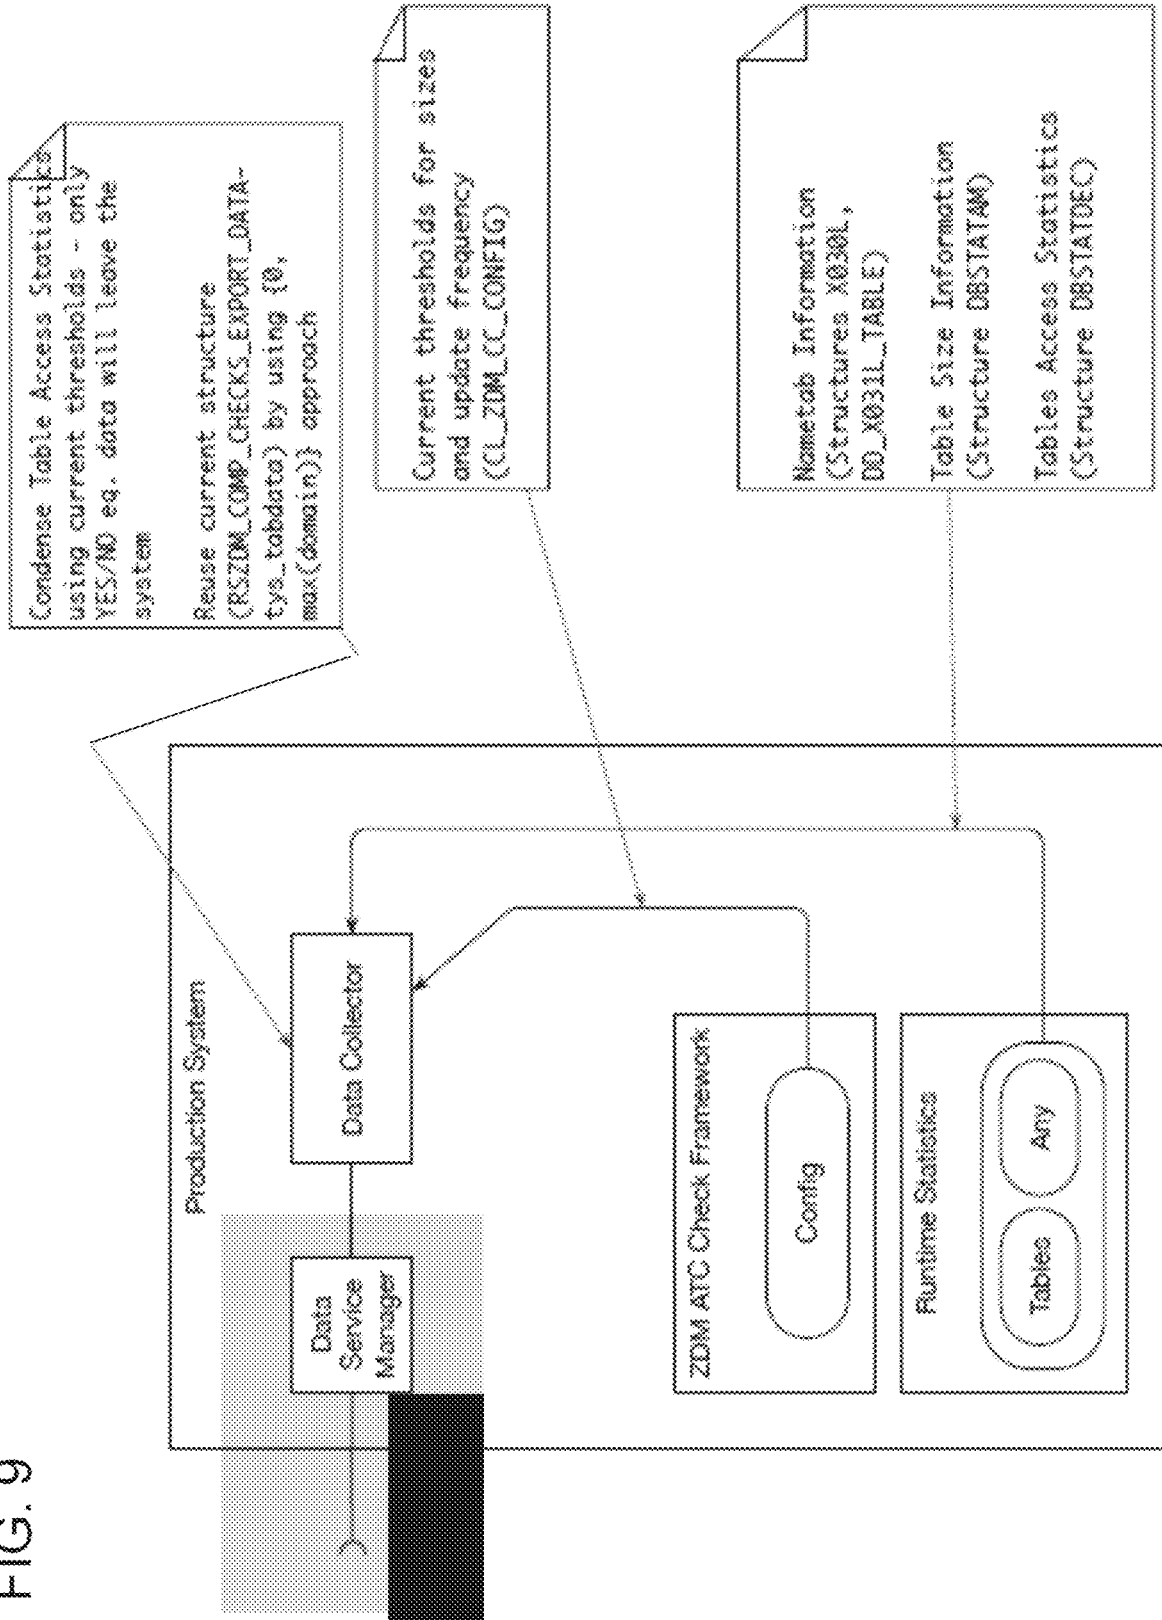 FIG. 9
Production System
Data
Service
Manager
Data Collector
ZDM ATC Check Framework
Config
Runtime Statistics
Tables
Any
Condense Table Access Statistics
using current thresholds - only
YES/NO eq. data will leave the
system
Reuse current structure
(RSZDM_COMP_CHECKS_EXPORT_DATA-
tys_tabdata) by using {0,
max(domain)} approach
Current thresholds for sizes
and update frequency
(CL_ZDM_CC_CONFIG)
Nametab Information
(Structures X030L,
DD_X031L_TABLE)
Table Size Information
(Structure DBSTATAM)
Tables Access Statistics
(Structure DBSTATDEC)